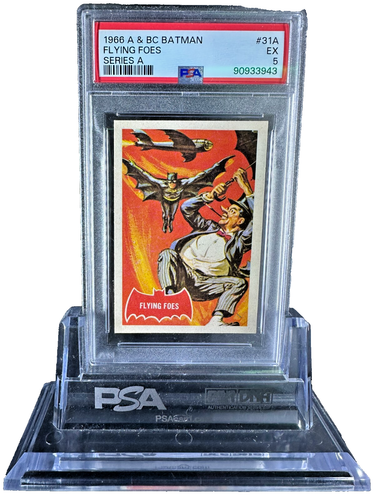 1966 A & BC BATMAN #31A
FLYING FOES EX
SERIES A 5
PSA 90933943
FLYING FOES
PSA